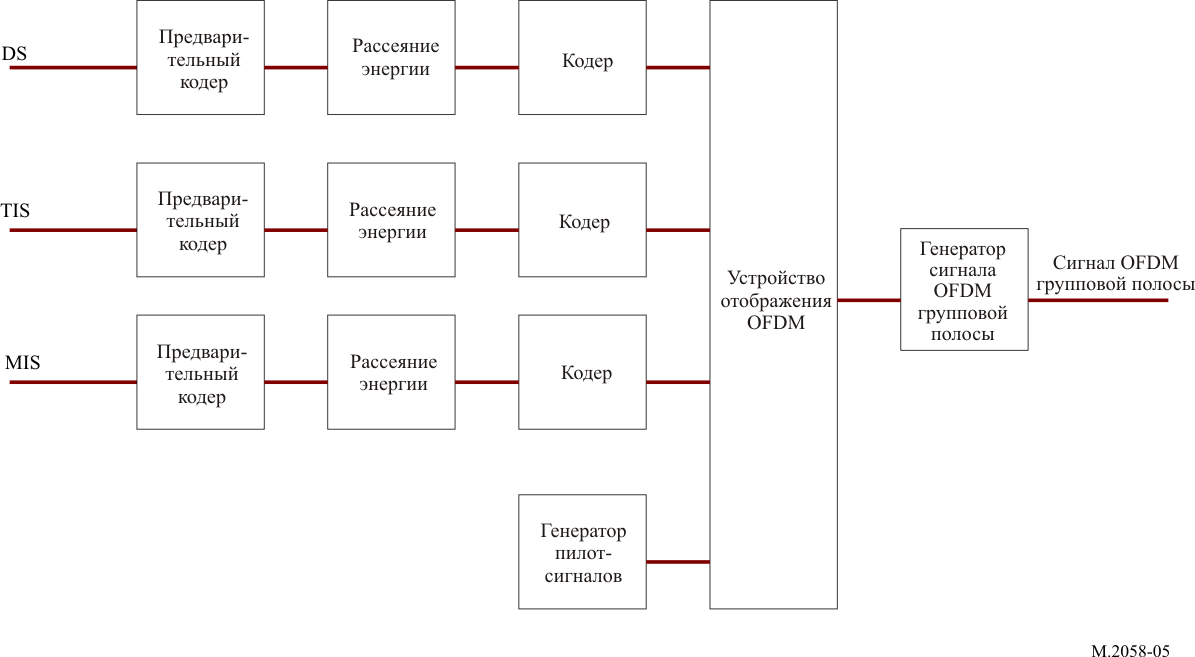 DS
Предвари-
тельный
кодер
Рассеяние
энергии
Кодер
TIS
Предвари-
тельный
кодер
Рассеяние
энергии
Кодер
MIS
Предвари-
тельный
кодер
Рассеяние
энергии
Кодер
Генератор
пилот-
сигналов
Устройство
отображения
OFDM
Генератор
сигнала
OFDM
групповой
полосы
Сигнал OFDM
групповой полосы
M.2058-05